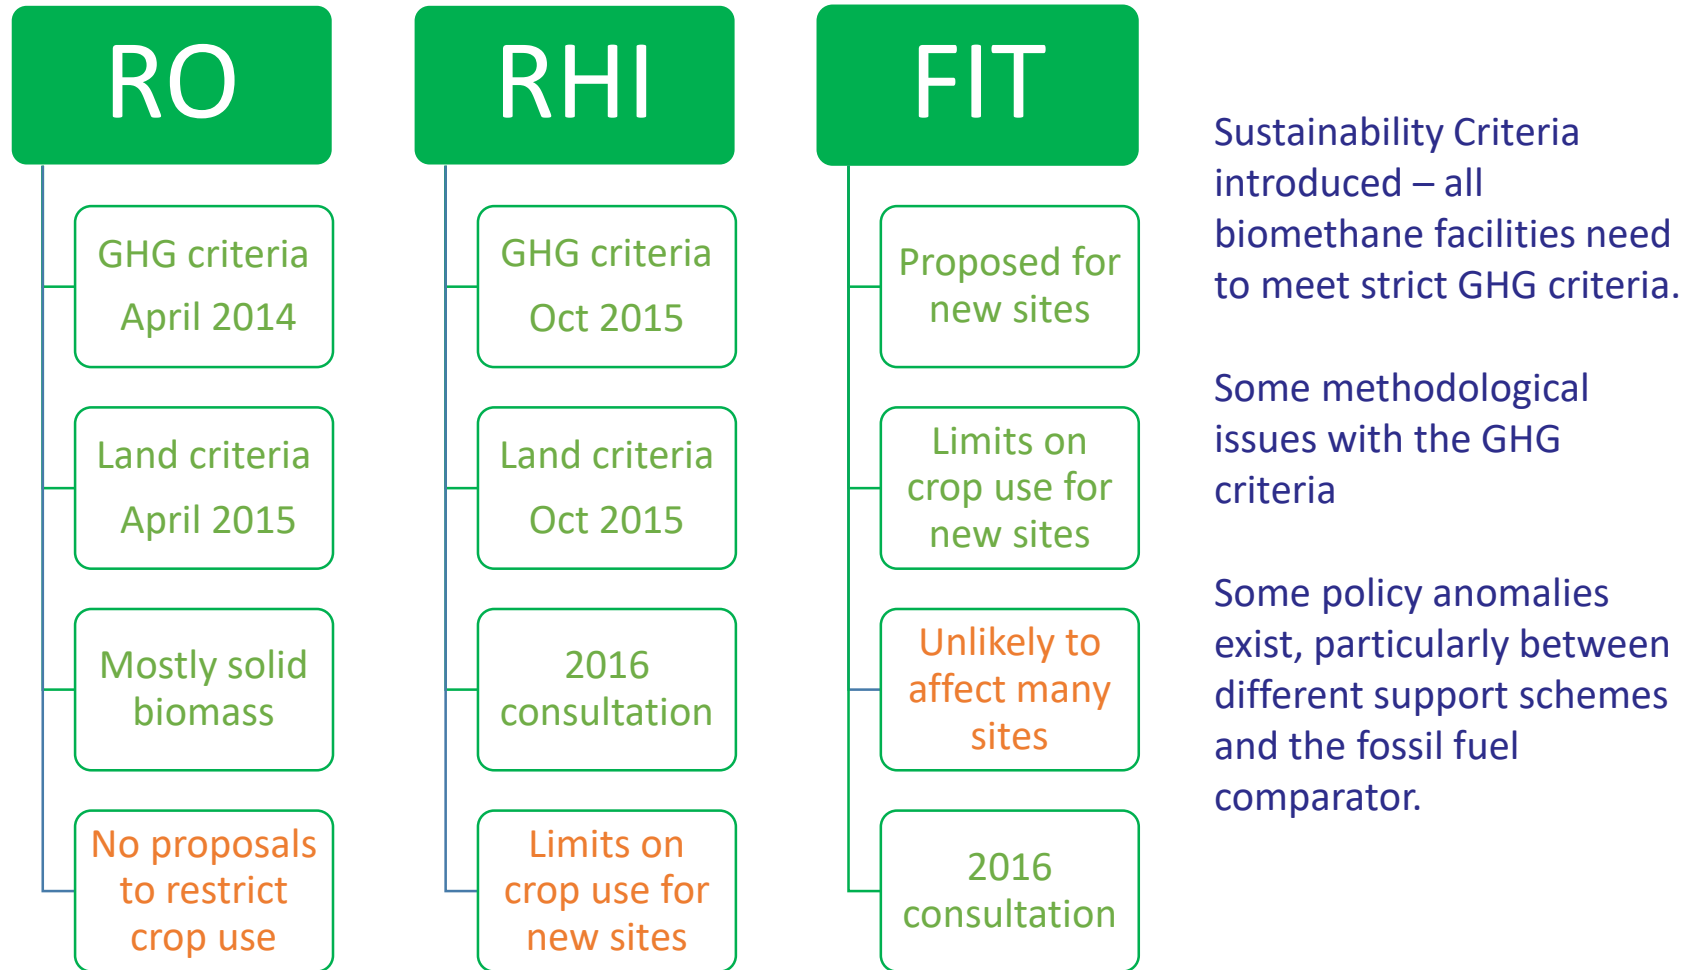 RO
GHG criteria
April 2014
Land criteria
April 2015
Mostly solid
biomass
No proposals
to restrict
crop use
RHI
GHG criteria
Oct 2015
Land criteria
Oct 2015
2016
consultation
Limits on
crop use for
new sites
FIT
Proposed for
new sites
Limits on
crop use for
new sites
Unlikely to
affect many
sites
2016
consultation
Sustainability Criteria
introduced – all
biomethane facilities need
to meet strict GHG criteria.
Some methodological
issues with the GHG
criteria
Some policy anomalies
exist, particularly between
different support schemes
and the fossil fuel
comparator.